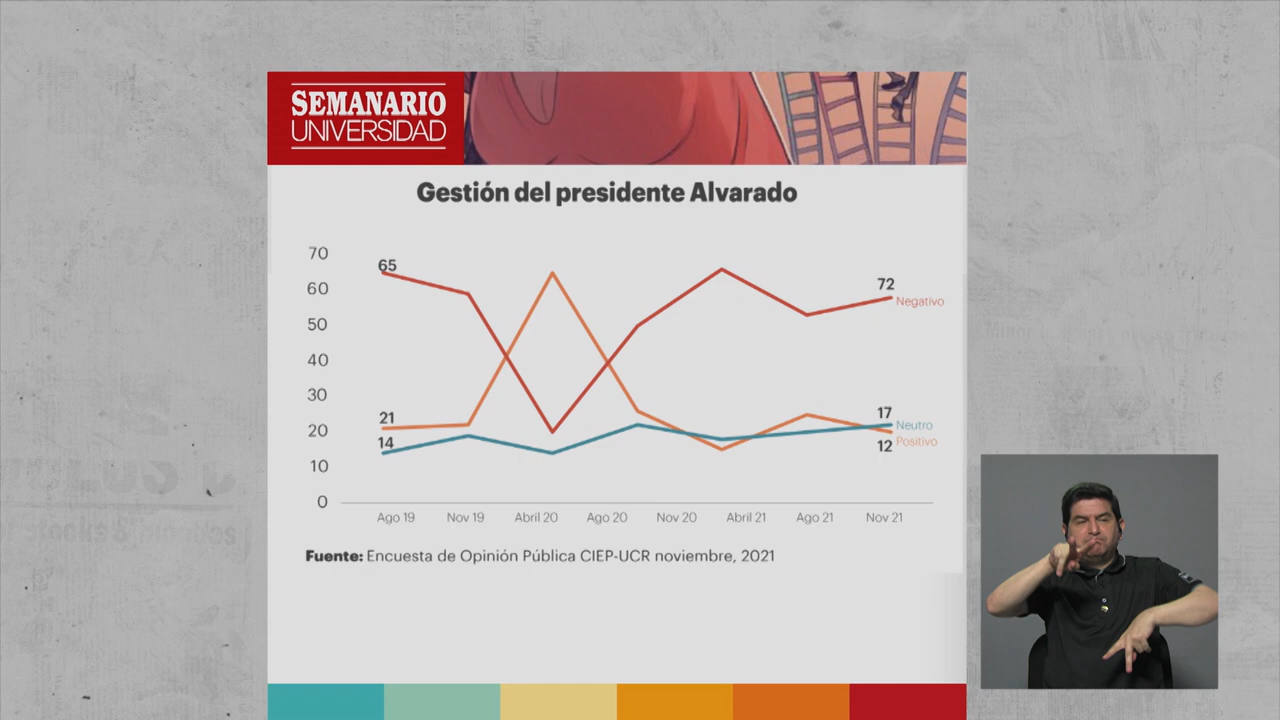 SEMANARIO
UNIVERSIDAD
Gestión del presidente Alvarado
70
60
50
40
30
20
10
0
65
21
14
72
Negativo
17
Neutro
12
Positivo
Ago 19 Nov 19 Abril 20 Ago 20 Nov 20 Abril 21 Ago 21 Nov 21
Fuente: Encuesta de Opinión Pública CIEP-UCR noviembre, 2021